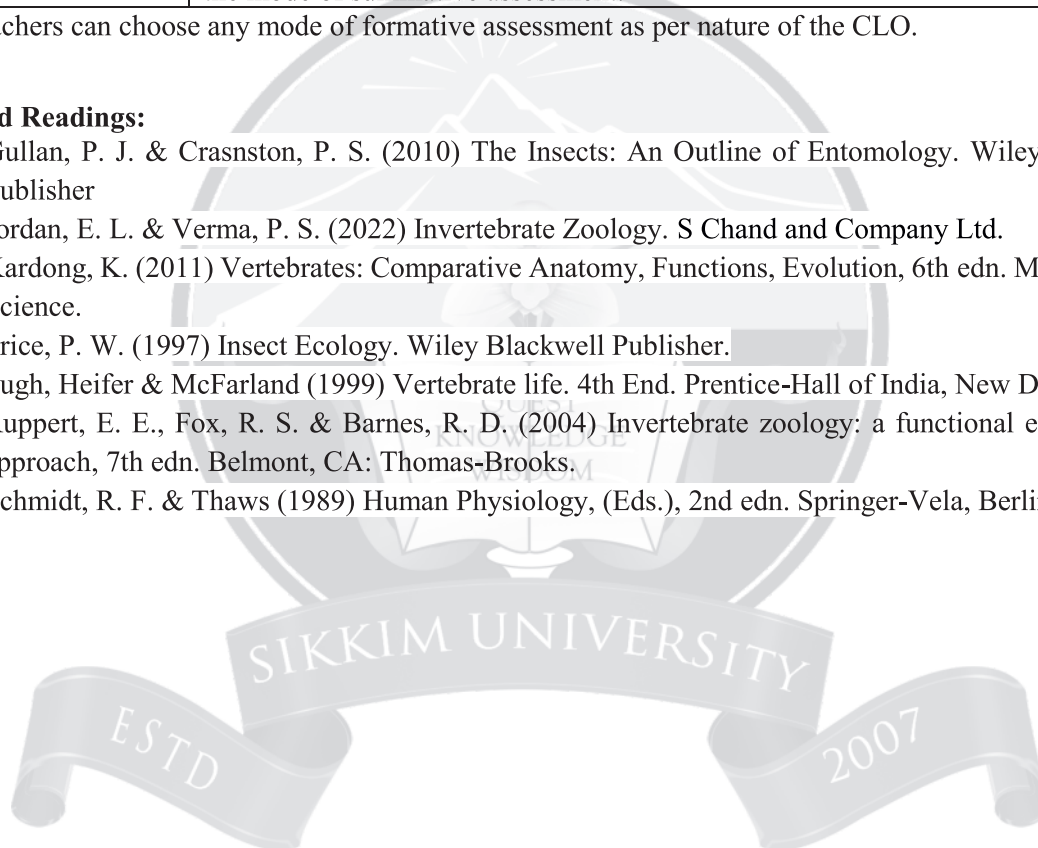 the mode of summative assessment.
achers can choose any mode of formative assessment as per nature of the CLO.
d Readings:
Gullan, P. J. & Crasnston, P. S. (2010) The Insects: An Outline of Entomology. Wiley
ublisher
ordan, E. L. & Verma, P. S. (2022) Invertebrate Zoology. S Chand and Company Ltd.
Kardong, K. (2011) Vertebrates: Comparative Anatomy, Functions, Evolution, 6th edn. M
cience.
rice, P. W. (1997) Insect Ecology. Wiley Blackwell Publisher.
ugh, Heifer & McFarland (1999) Vertebrate life. 4th End. Prentice-Hall of India, New D
Ruppert, E. E., Fox, R. S. & Barnes, R. D. (2004) Invertebrate zoology: a functional e
pproach, 7th edn. Belmont, CA: Thomas-Brooks.
chmidt, R. F. & Thaws (1989) Human Physiology, (Eds.), 2nd edn. Springer-Vela, Berli
QUEST
KNOWLEDGE
WISDOM
SIKKIM UNIVERSITY
ESTD
2007